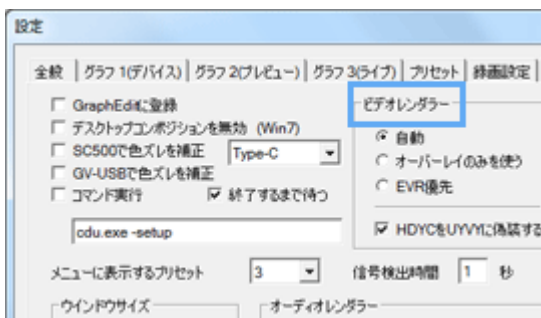 設定
全般 グラフ 1(デバイス) グラフ 2(プレビュー) グラフ 3(ライブ) プリセット 録画設定
GraphEditに登録
デスクトップコンポジションを無効 (Win7)
SC500で色ズレを補正 Type-C
GV-USBで色ズレを補正
コマンド実行 終了するまで待つ
cdu.exe -setup
ビデオレンダラー
自動
オーバーレイのみを使う
EVR優先
HDYCをUYVYに偽装する
メニューに表示するプリセット 3 信号検出時間 1 秒
ウインドウサイズ オーディオレンダラー